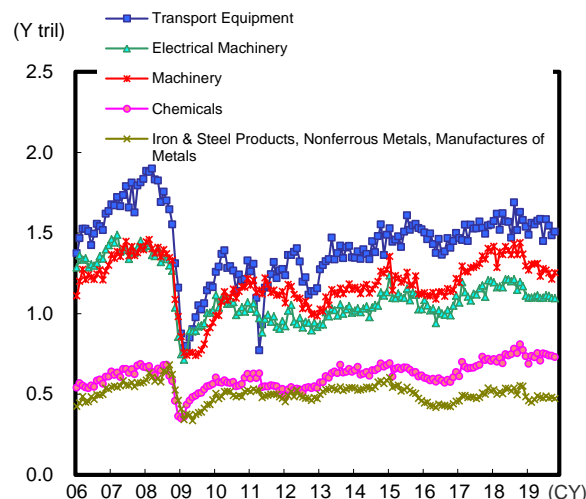 (Y tril)
Transport Equipment
Electrical Machinery
Machinery
Chemicals
Iron & Steel Products, Nonferrous Metals, Manufactures of
Metals
2.5
2.0
1.5
1.0
0.5
0.0
06 07 08 09 10 11 12 13 14 15 16 17 18 19 (CY)